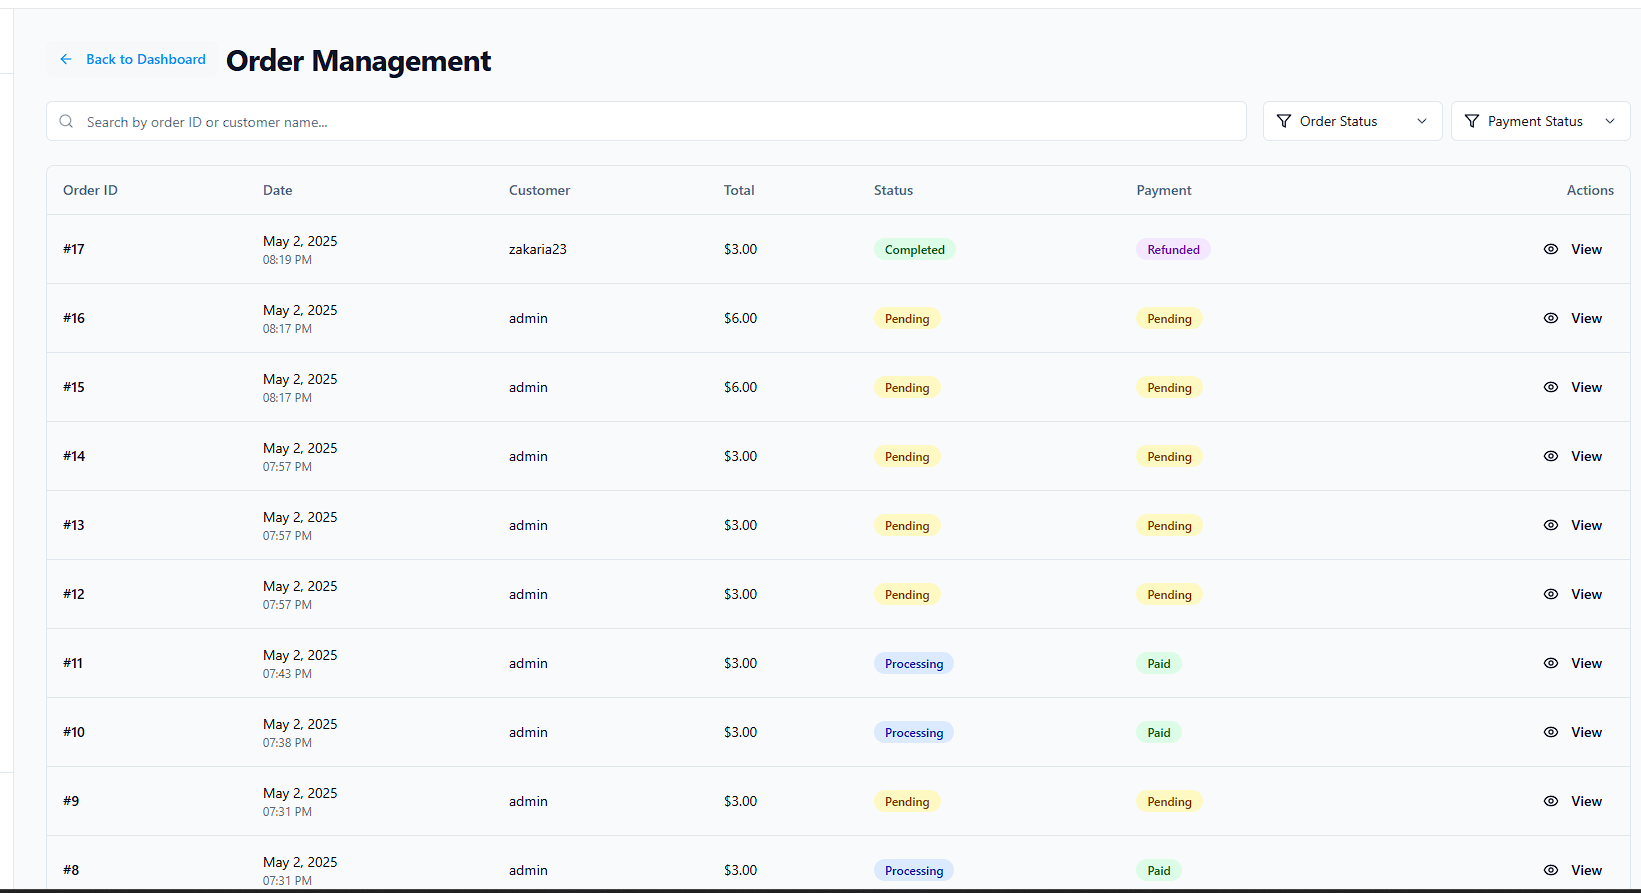 Back to Dashboard Order Management
Search by order ID or customer name... Order Status Payment Status
Order ID Date Customer Total Status Payment Actions
#17 May 2, 2025 zakaria23 $3.00 Completed Refunded View
08:19 PM
#16 May 2, 2025 admin $6.00 Pending Pending View
08:17 PM
#15 May 2, 2025 admin $6.00 Pending Pending View
08:17 PM
#14 May 2, 2025 admin $3.00 Pending Pending View
07:57 PM
#13 May 2, 2025 admin $3.00 Pending Pending View
07:57 PM
#12 May 2, 2025 admin $3.00 Pending Pending View
07:57 PM
#11 May 2, 2025 admin $3.00 Processing Paid View
07:43 PM
#10 May 2, 2025 admin $3.00 Processing Paid View
07:38 PM
#9 May 2, 2025 admin $3.00 Pending Pending View
07:31 PM
#8 May 2, 2025 admin $3.00 Processing Paid View
07:31 PM